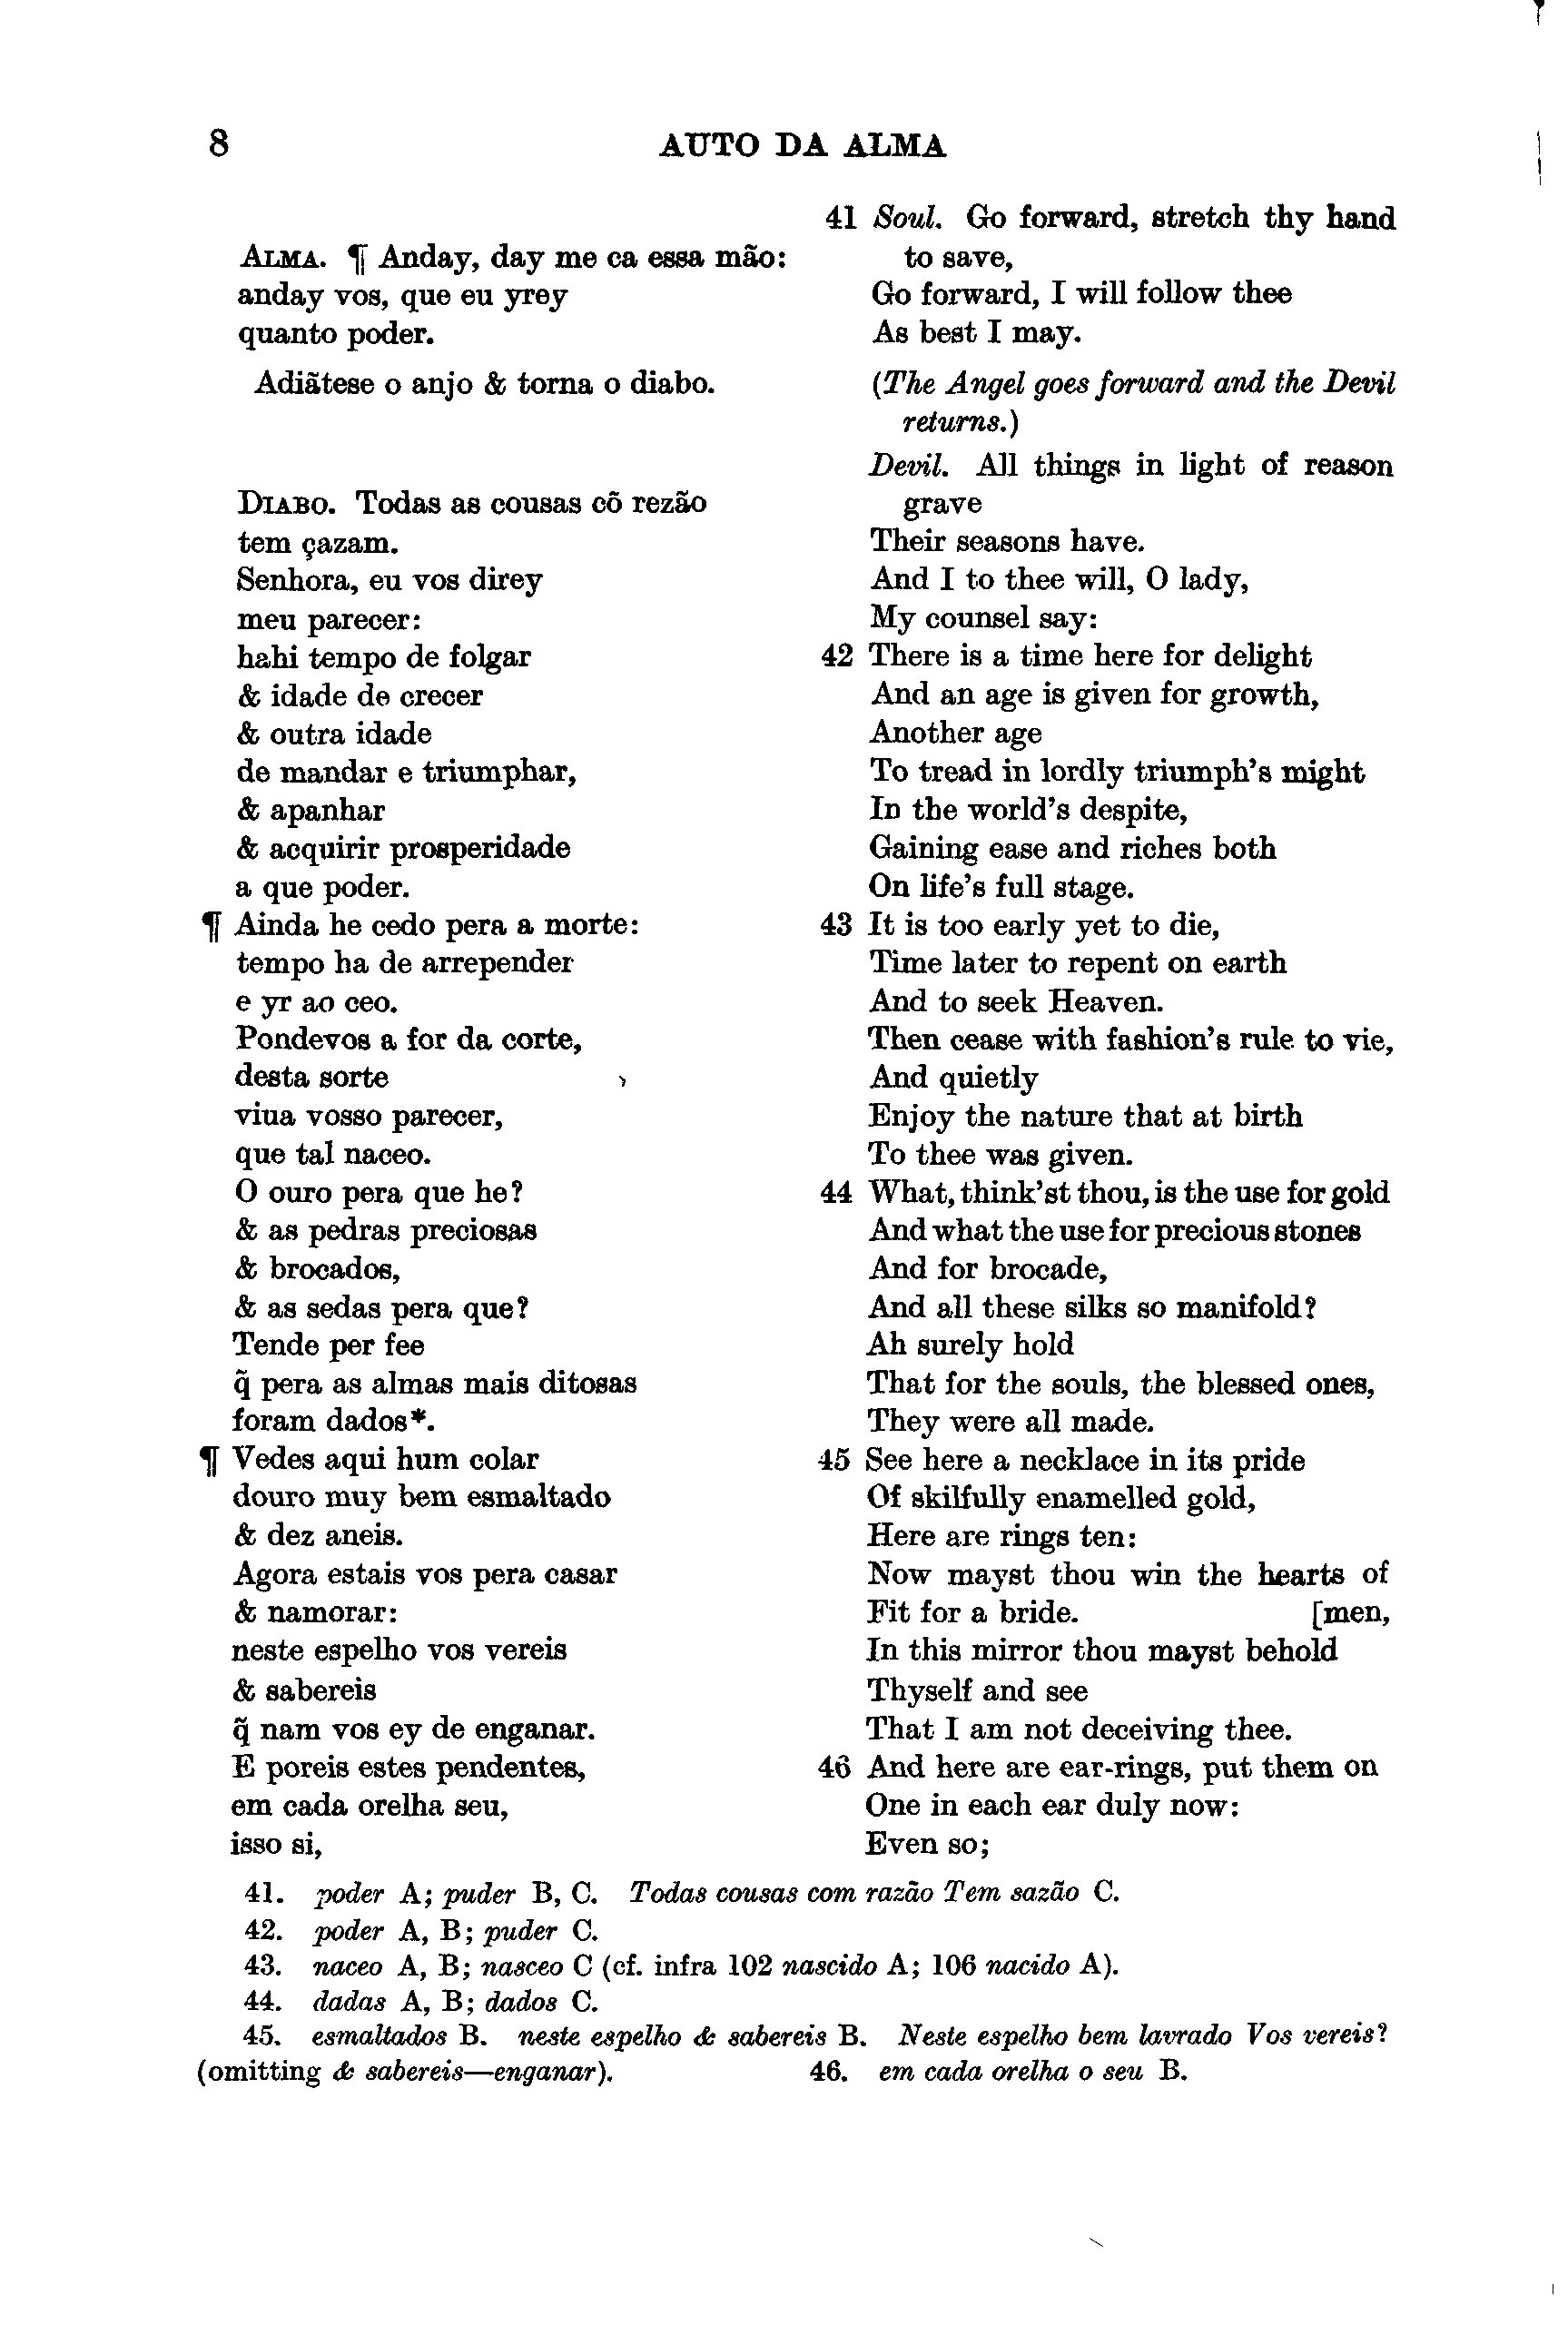 8
AUTO DA ALMA
ALMA. ¶ Anday, day me ca essa mão:
anday vos, que eu yrey
quanto poder.
Adiãtese o anjo & torna o diabo.
DIABO. Todas as cousas cõ rezão
tem çazam.
Senhora, eu vos direy
meu parecer:
hahi tempo de folgar
& idade de crecer
& outra idade
de mandar e triumphar,
& apanhar
& acquirir prosperidade
a que poder.
¶ Ainda he cedo pera a morte:
tempo ha de arrepender
e yr ao ceo.
Pondevos a for da corte,
desta sorte
viua vosso parecer,
que tal naceo.
O ouro pera que he?
& as pedras preciosas
& brocados,
& as sedas pera que?
Tende per fee
q̃ pera as almas mais ditosas
foram dados*.
¶ Vedes aqui hum colar
douro muy bem esmaltado
& dez aneis.
Agora estais vos pera casar
& namorar:
neste espelho vos vereis
& sabereis
q̃ nam vos ey de enganar.
E poreis estes pendentes,
em cada orelha seu,
isso si,
41 Soul. Go forward, stretch thy hand
to save,
Go forward, I will follow thee
As best I may.
(The Angel goes forward and the Devil
returns.)
Devil. All things in light of reason
grave
Their seasons have.
And I to thee will, O lady,
My counsel say:
42 There is a time here for delight
And an age is given for growth,
Another age
To tread in lordly triumph's might
In the world's despite,
Gaining ease and riches both
On life's full stage.
43 It is too early yet to die,
Time later to repent on earth
And to seek Heaven.
Then cease with fashion's rule to vie,
And quietly
Enjoy the nature that at birth
To thee was given.
44 What, think'st thou, is the use for gold
And what the use for precious stones
And for brocade,
And all these silks so manifold?
Ah surely hold
That for the souls, the blessed ones,
They were all made.
45 See here a necklace in its pride
Of skilfully enamelled gold,
Here are rings ten:
Now mayst thou win the hearts of
Fit for a bride. [men,
In this mirror thou mayst behold
Thyself and see
That I am not deceiving thee.
46 And here are ear-rings, put them on
One in each ear duly now:
Even so;
41. poder A; puder B, C. Todas cousas com razão Tem sazão C.
42. poder A, B; puder C.
43. naceo A, B; nasceo C (cf. infra 102 nascido A; 106 nacido A).
44. dadas A, B; dados C.
45. esmaltados B. neste espelho & sabereis B. Neste espelho bem lavrado Vos vereis?
(omitting & sabereis—enganar). 46. em cada orelha o seu B.